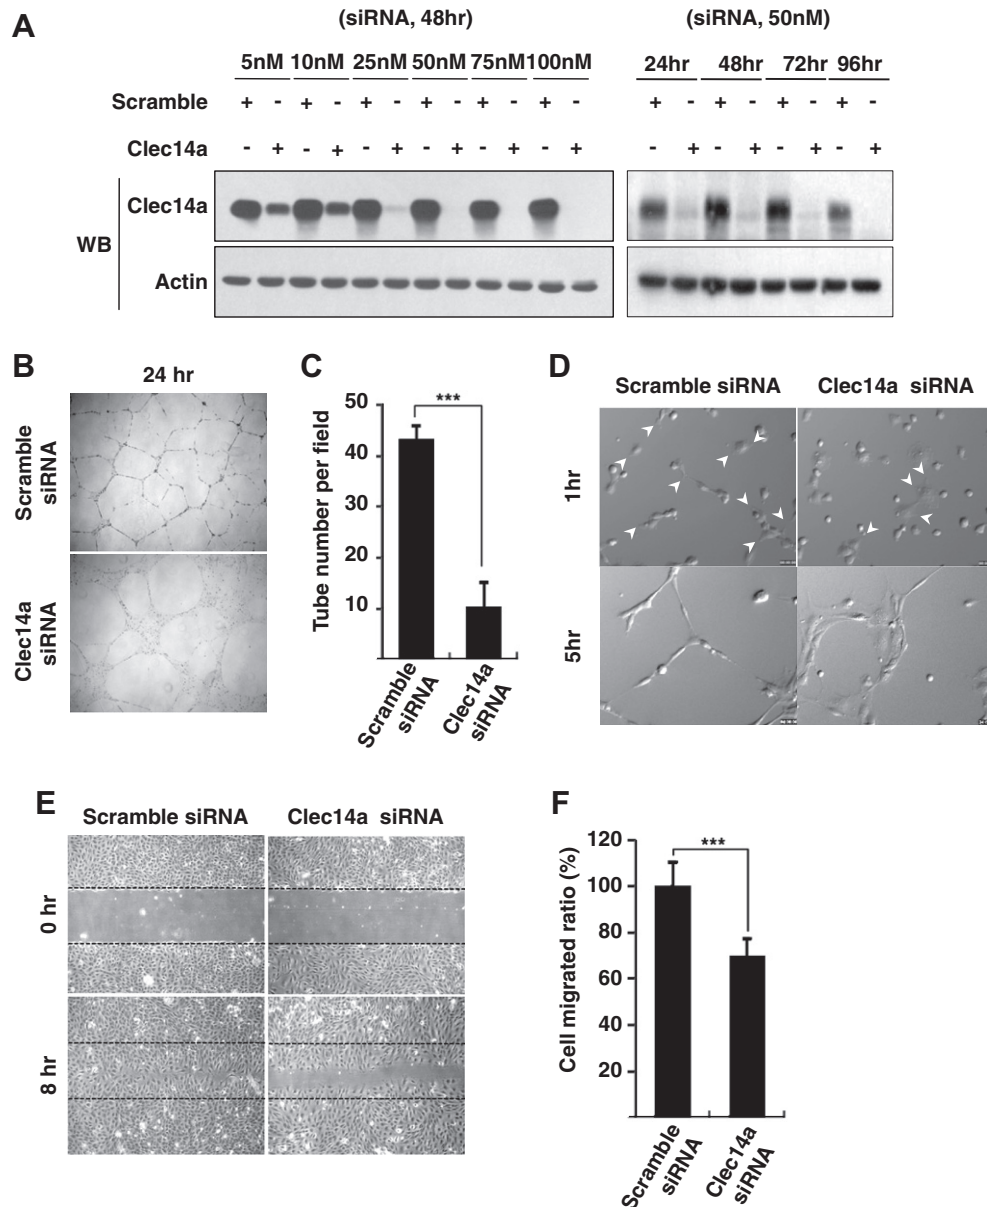 A
(siRNA, 48hr) (siRNA, 50nM)
5nM 10nM 25nM 50nM 75nM 100nM 24hr 48hr 72hr 96hr
Scramble + - + - + - + - + - + - + - + - + - + -
Clec14a - + - + - + - + - + - + - + - + - + - +
WB
Clec14a
Actin
B
24 hr
Scramble siRNA
Clec14a siRNA
C
***
Tube number per field
50
40
30
20
10
Scramble siRNA
Clec14a siRNA
D
Scramble siRNA Clec14a siRNA
1hr
5hr
E
Scramble siRNA Clec14a siRNA
0 hr
8 hr
F
***
Cell migrated ratio (%)
120
100
80
60
40
20
Scramble siRNA
Clec14a siRNA